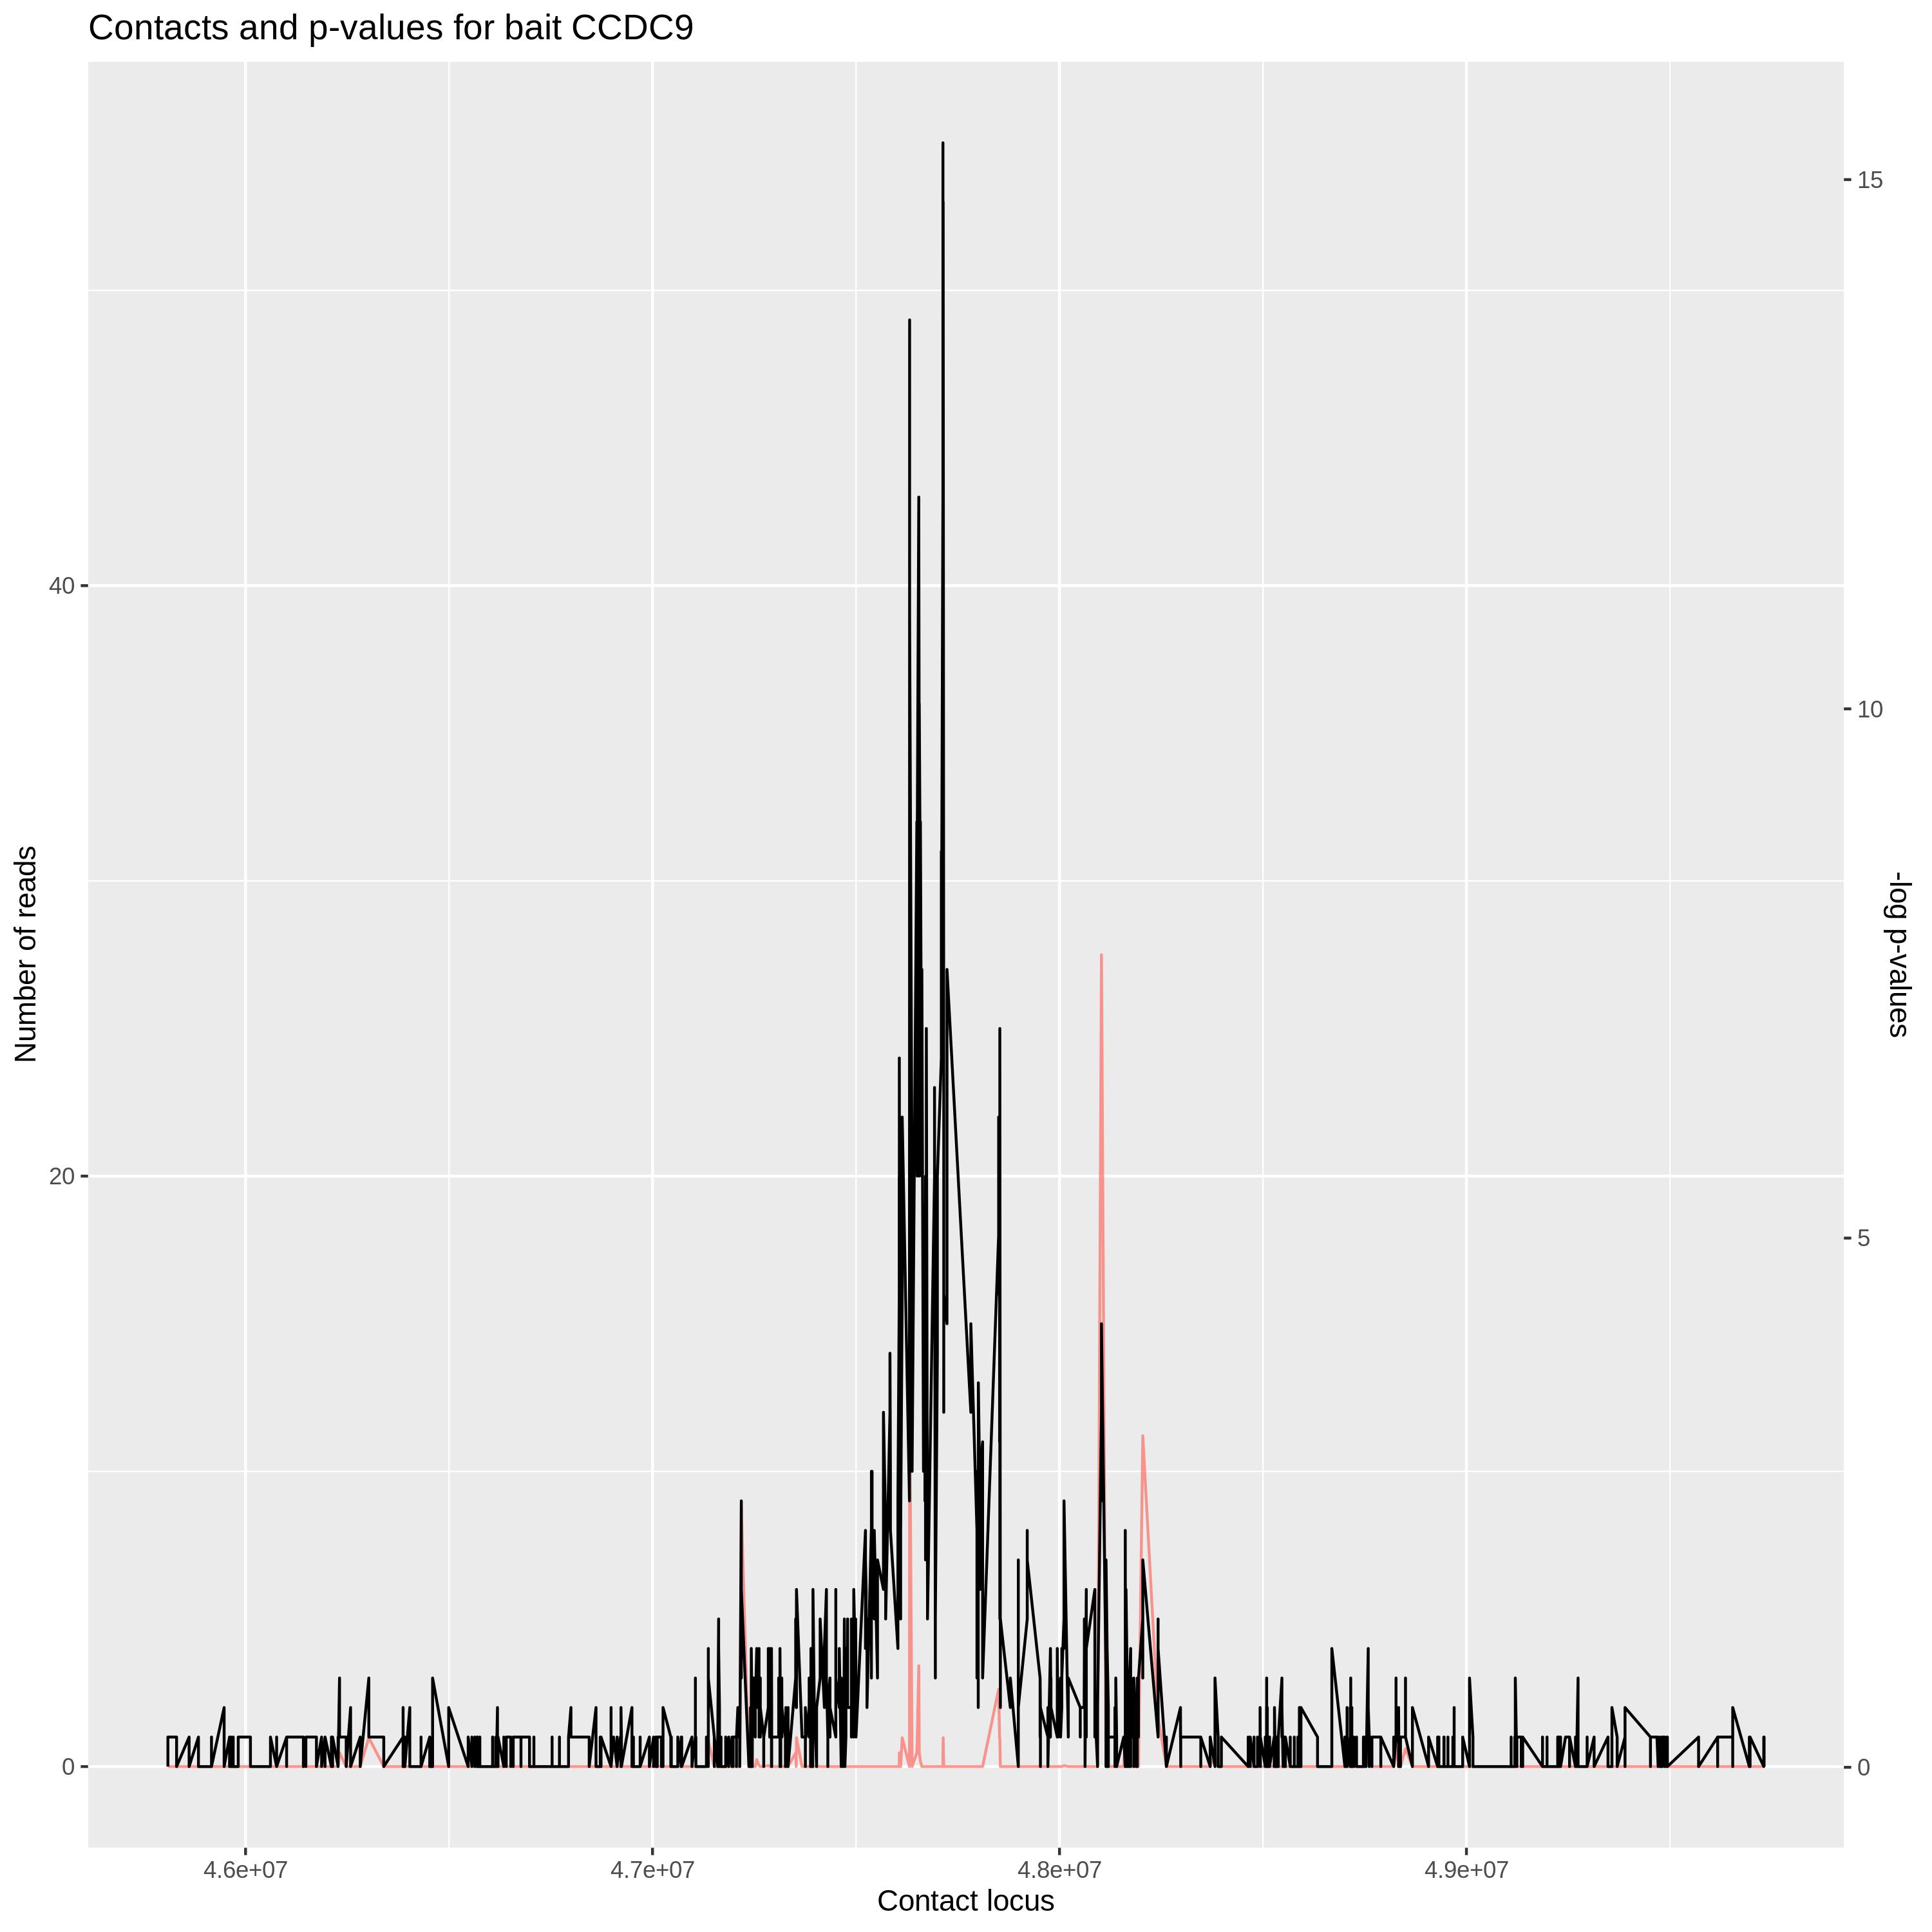 Contacts and p-values for bait CCDC9
15
40
10
Number of reads
-log p-values
20
5
0
0
4.6e+07
4.7e+07
4.8e+07
4.9e+07
Contact locus